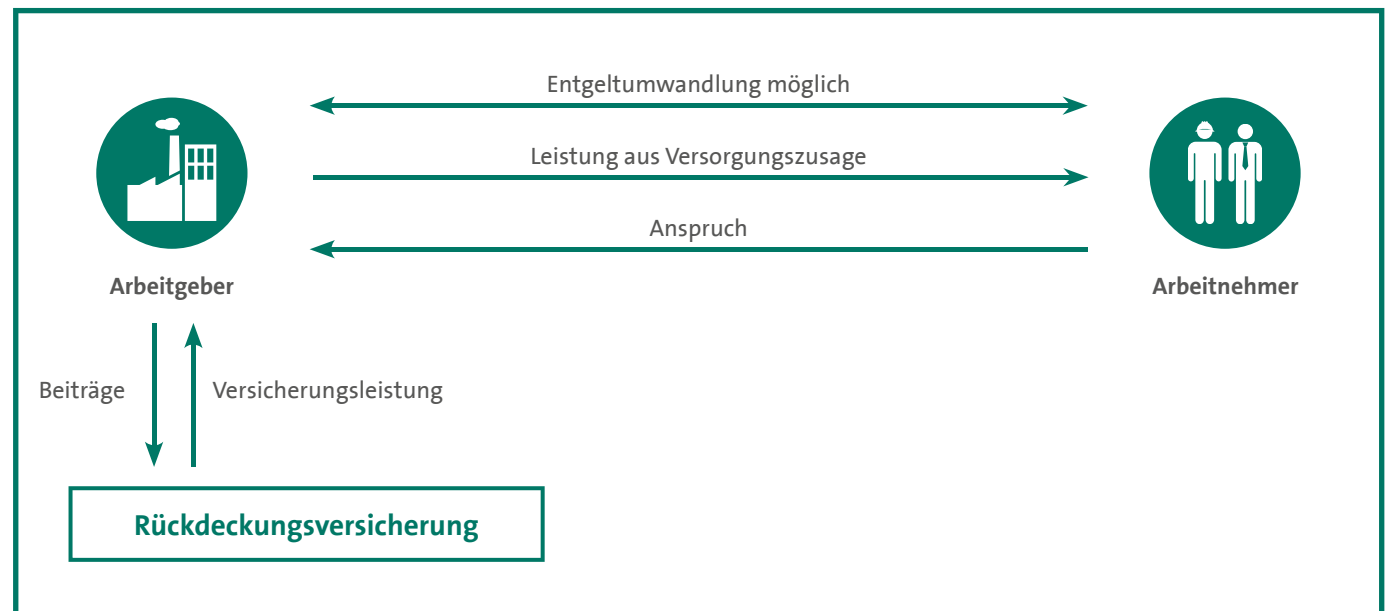 Entgeltumwandlung möglich
Leistung aus Versorgungszusage
Anspruch
Arbeitgeber
Arbeitnehmer
Beiträge
Versicherungsleistung
Rückdeckungsversicherung